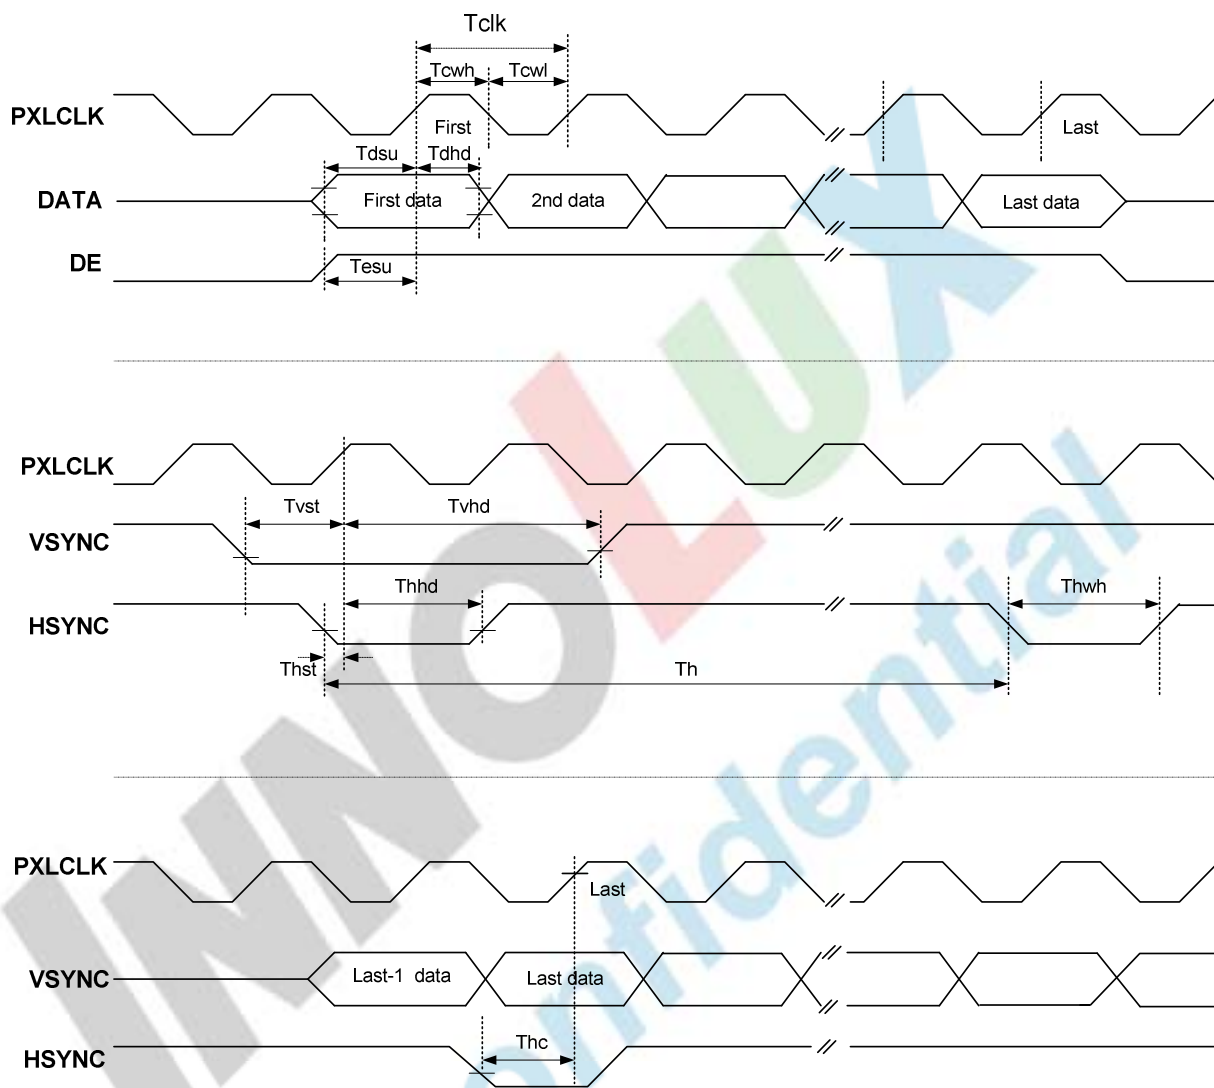 Tclk
Tcwh Tcwl
PXLCLK
First
Last
Tdsu Tdhd
DATA
First data
2nd data
Last data
DE
Tesu
PXLCLK
Tvst
Tvhd
VSYNC
Thhd
Thwh
HSYNC
Thst
Th
PXLCLK
Last
VSYNC
Last-1 data
Last data
Thc
HSYNC
INNOLUX
Confidential